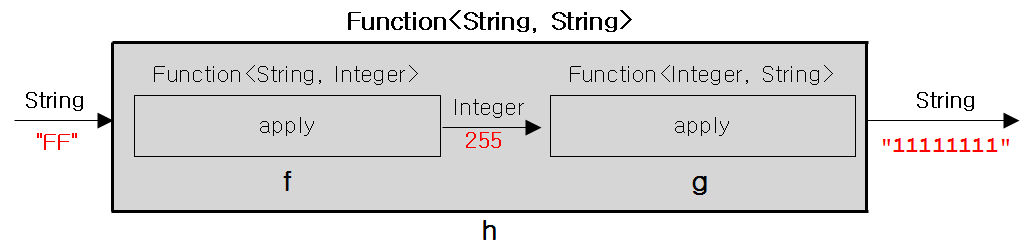 Function<String, String>
Function<String, Integer>
Function<Integer, String>
String
apply
Integer
apply
String
"FF"
255
"11111111"
f
g
h